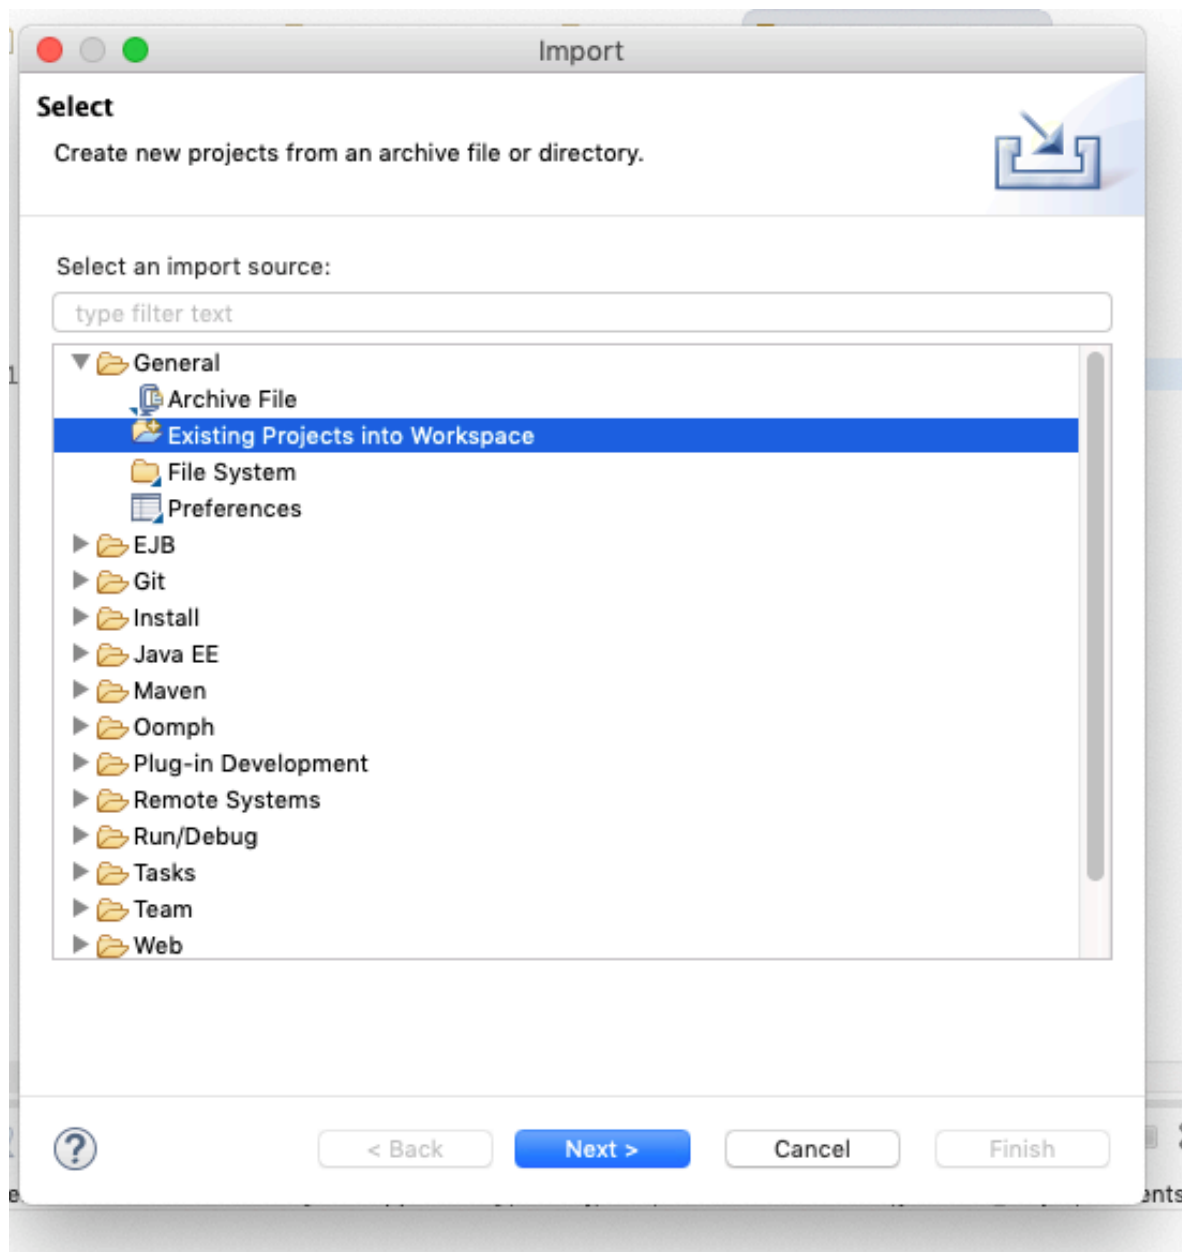 Import
Select
Create new projects from an archive file or directory.
Select an import source:
type filter text
General
Archive File
Existing Projects into Workspace
File System
Preferences
EJB
Git
Install
Java EE
Maven
Oomph
Plug-in Development
Remote Systems
Run/Debug
Tasks
Team
Web
< Back
Next >
Cancel
Finish